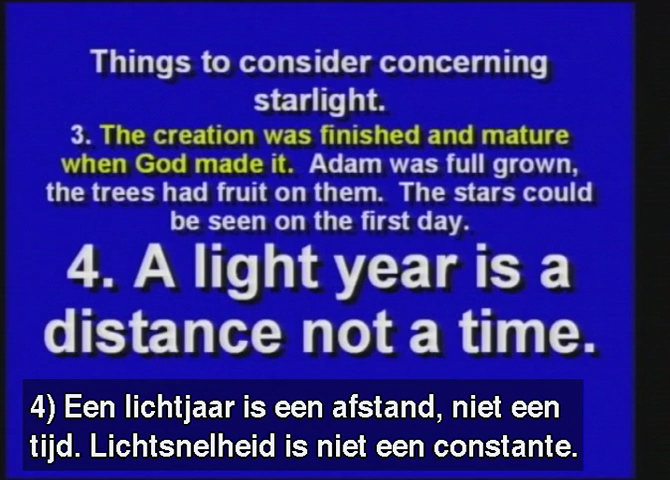 Things to consider concerning
starlight.
3. The creation was finished and mature
when God made it.  Adam was full grown,
the trees had fruit on them.  The stars could
be seen on the first day.
4. A light year is a
distance not a time.
4) Een lichtjaar is een afstand, niet een
tijd. Lichtsnelheid is niet een constante.